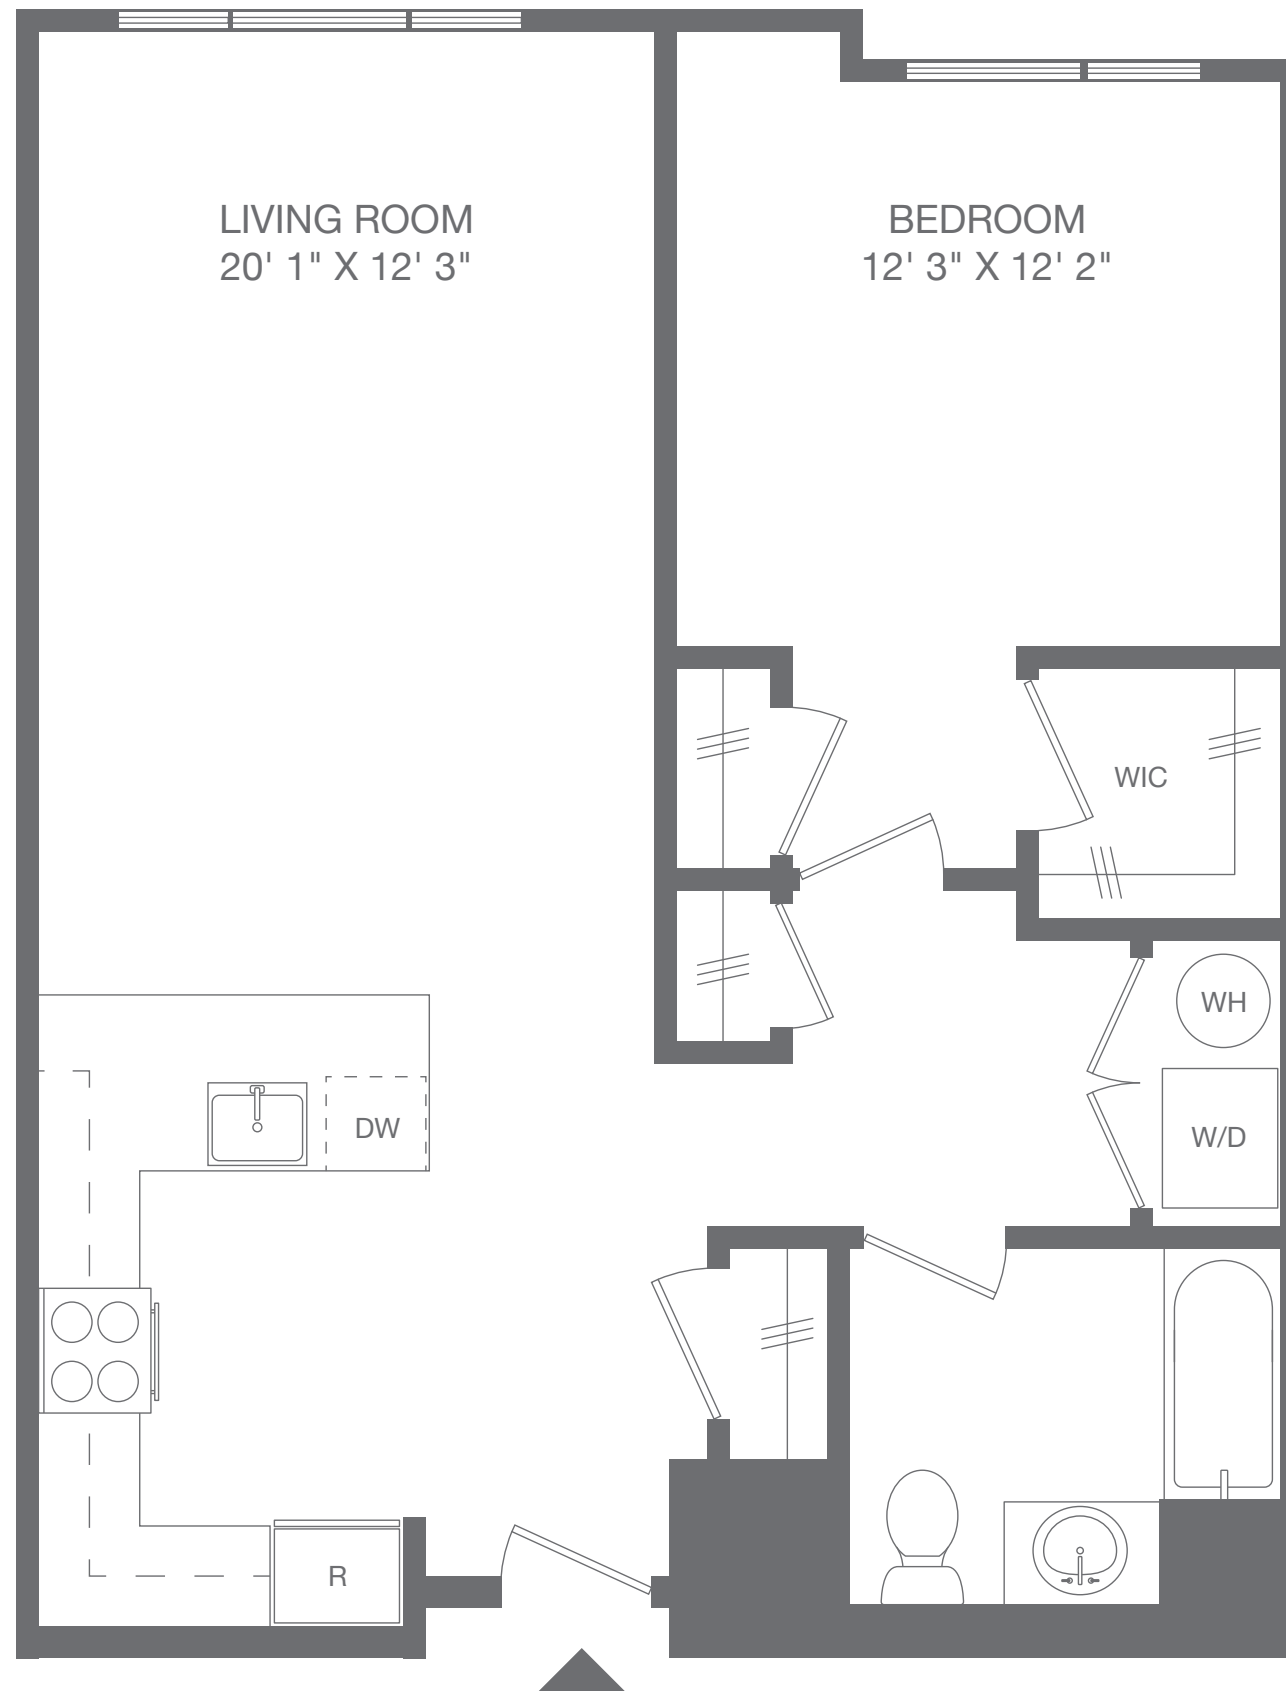 LIVING ROOM
20' 1" X 12' 3"
BEDROOM
12' 3" X 12' 2"
WIC
WH
DW
W/D
R